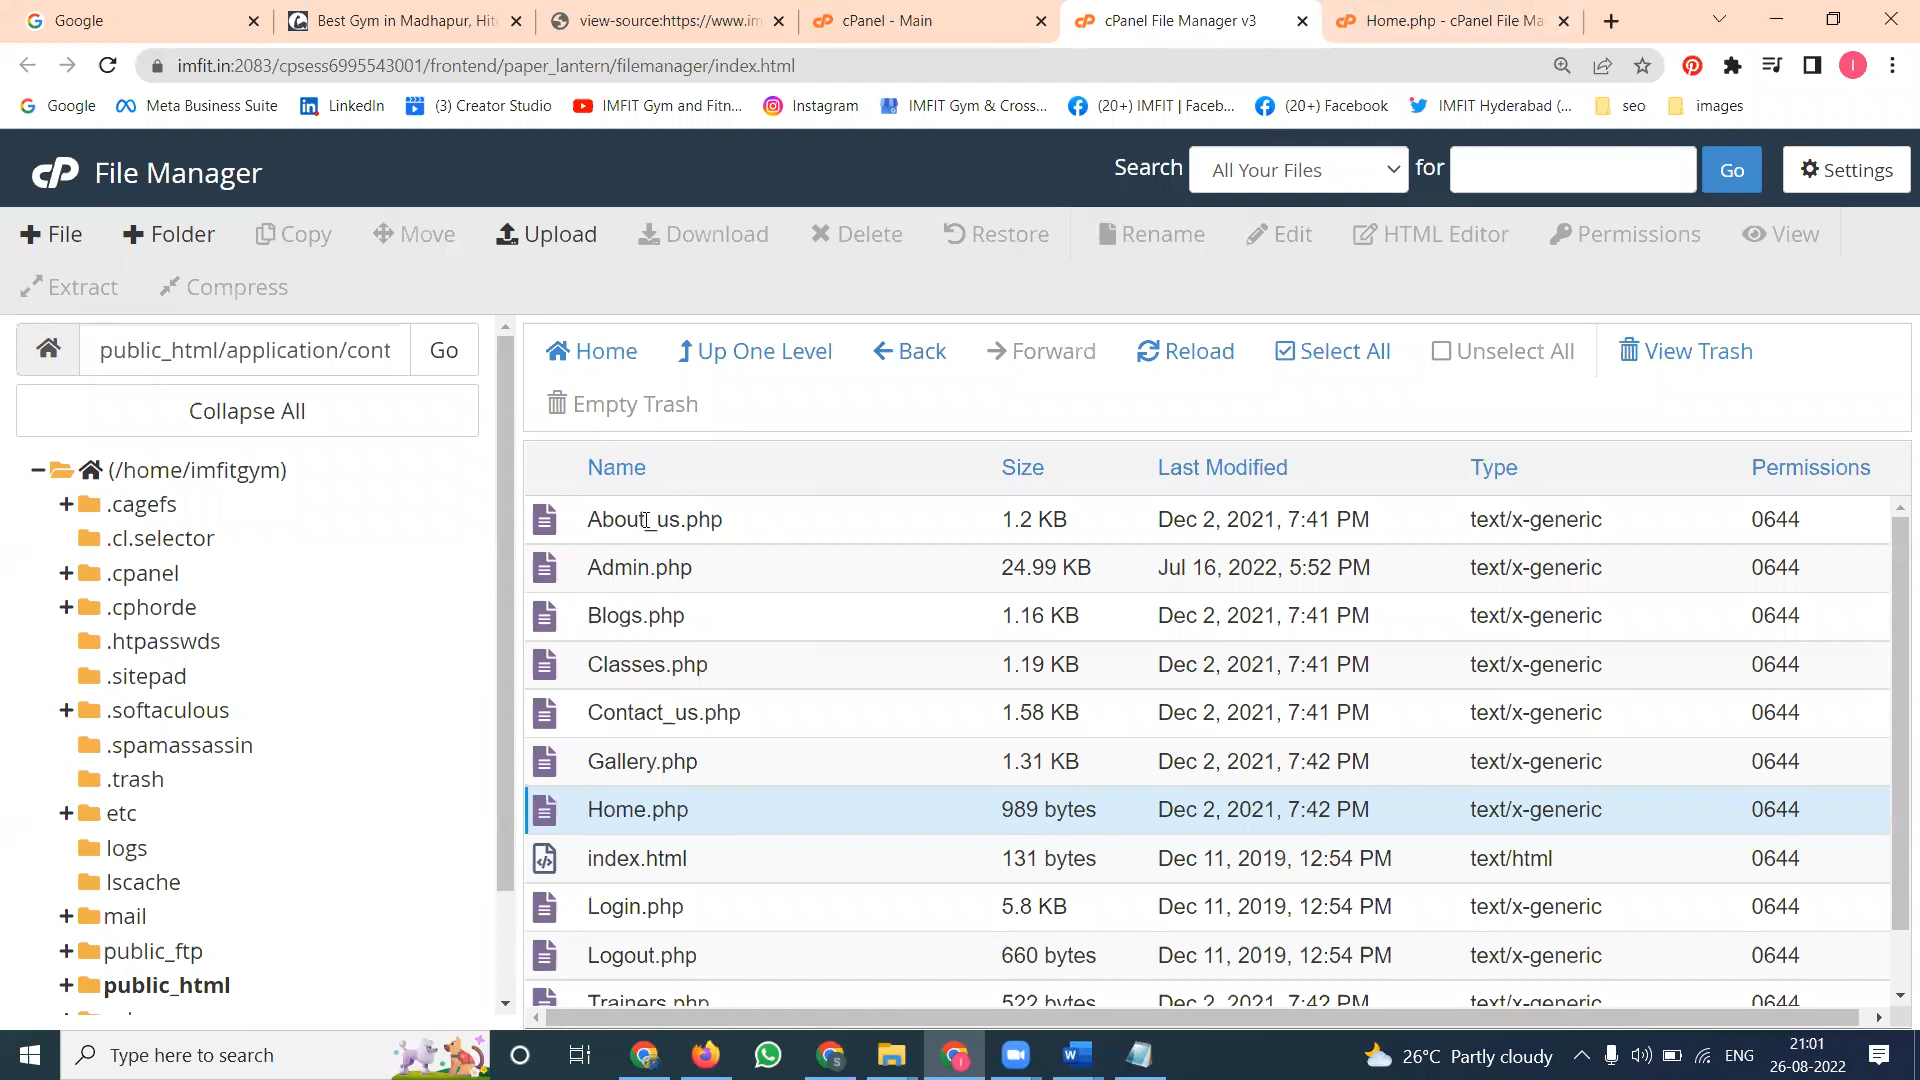 Google
Best Gym in Madhapur, Hite
view-source:https://www.im
cPanel - Main
cPanel File Manager v3
Home.php - cPanel File Ma
imfit.in:2083/cpsess6995543001/frontend/paper_lantern/filemanager/index.html
Google
Meta Business Suite
LinkedIn
(3) Creator Studio
IMFIT Gym and Fitn...
Instagram
IMFIT Gym & Cross...
(20+) IMFIT | Faceb...
(20+) Facebook
IMFIT Hyderabad (...
seo
images
File Manager
Search
All Your Files
for
Go
Settings
File
Folder
Copy
Move
Upload
Download
Delete
Restore
Rename
Edit
HTML Editor
Permissions
View
Extract
Compress
public_html/application/cont
Go
Collapse All
(/home/imfitgym)
.cagefs
.cl.selector
.cpanel
.cphorde
.htpasswds
.sitepad
.softaculous
.spamassassin
.trash
etc
logs
lscache
mail
public_ftp
public_html
Home
Up One Level
Back
Forward
Reload
Select All
Unselect All
View Trash
Empty Trash
Name Size Last Modified Type Permissions
About_us.php 1.2 KB Dec 2, 2021, 7:41 PM text/x-generic 0644
Admin.php 24.99 KB Jul 16, 2022, 5:52 PM text/x-generic 0644
Blogs.php 1.16 KB Dec 2, 2021, 7:41 PM text/x-generic 0644
Classes.php 1.19 KB Dec 2, 2021, 7:41 PM text/x-generic 0644
Contact_us.php 1.58 KB Dec 2, 2021, 7:41 PM text/x-generic 0644
Gallery.php 1.31 KB Dec 2, 2021, 7:42 PM text/x-generic 0644
Home.php 989 bytes Dec 2, 2021, 7:42 PM text/x-generic 0644
index.html 131 bytes Dec 11, 2019, 12:54 PM text/html 0644
Login.php 5.8 KB Dec 11, 2019, 12:54 PM text/x-generic 0644
Logout.php 660 bytes Dec 11, 2019, 12:54 PM text/x-generic 0644
Trainers.php 522 bytes Dec 2, 2021, 7:42 PM text/x-generic 0644
Type here to search
26°C Partly cloudy
ENG
21:01
26-08-2022